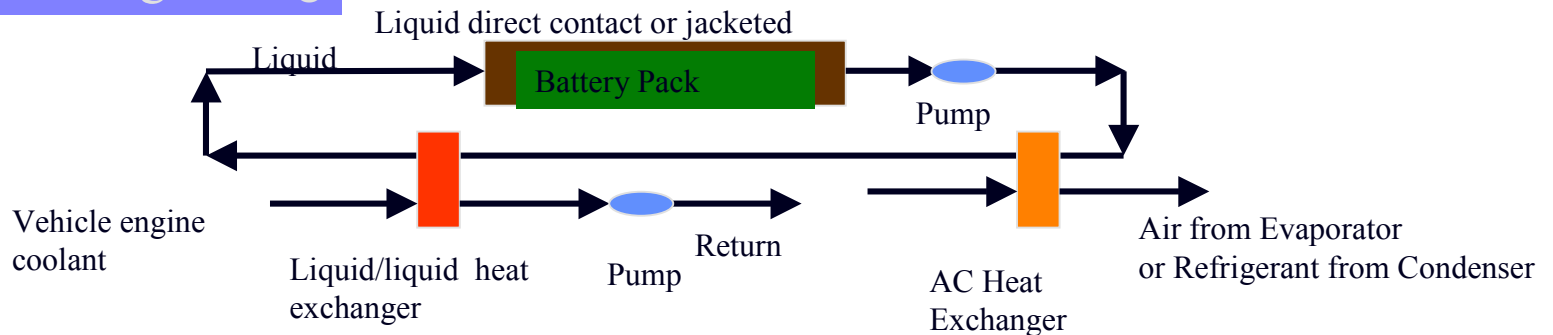 Liquid direct contact or jacketed
Liquid
Battery Pack
Pump
Vehicle engine
coolant
Liquid/liquid heat
exchanger
Pump
Return
AC Heat
Exchanger
Air from Evaporator
or Refrigerant from Condenser